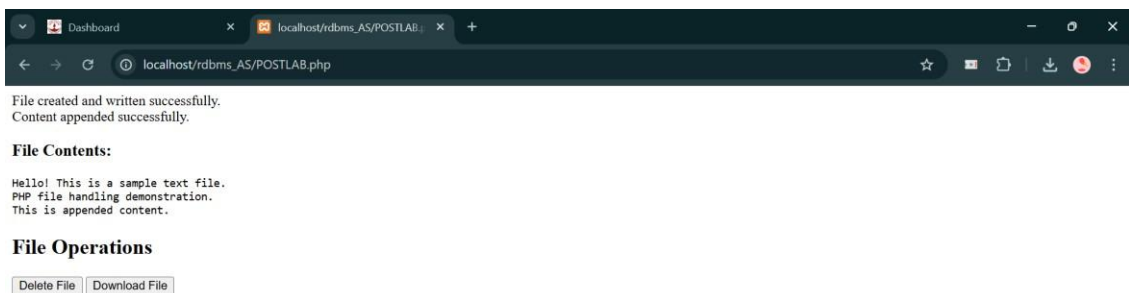 Dashboard
localhost/rdbms_AS/POSTLAB.p
localhost/rdbms_AS/POSTLAB.php
File created and written successfully.
Content appended successfully.
File Contents:
Hello! This is a sample text file.
PHP file handling demonstration.
This is appended content.
File Operations
Delete File
Download File